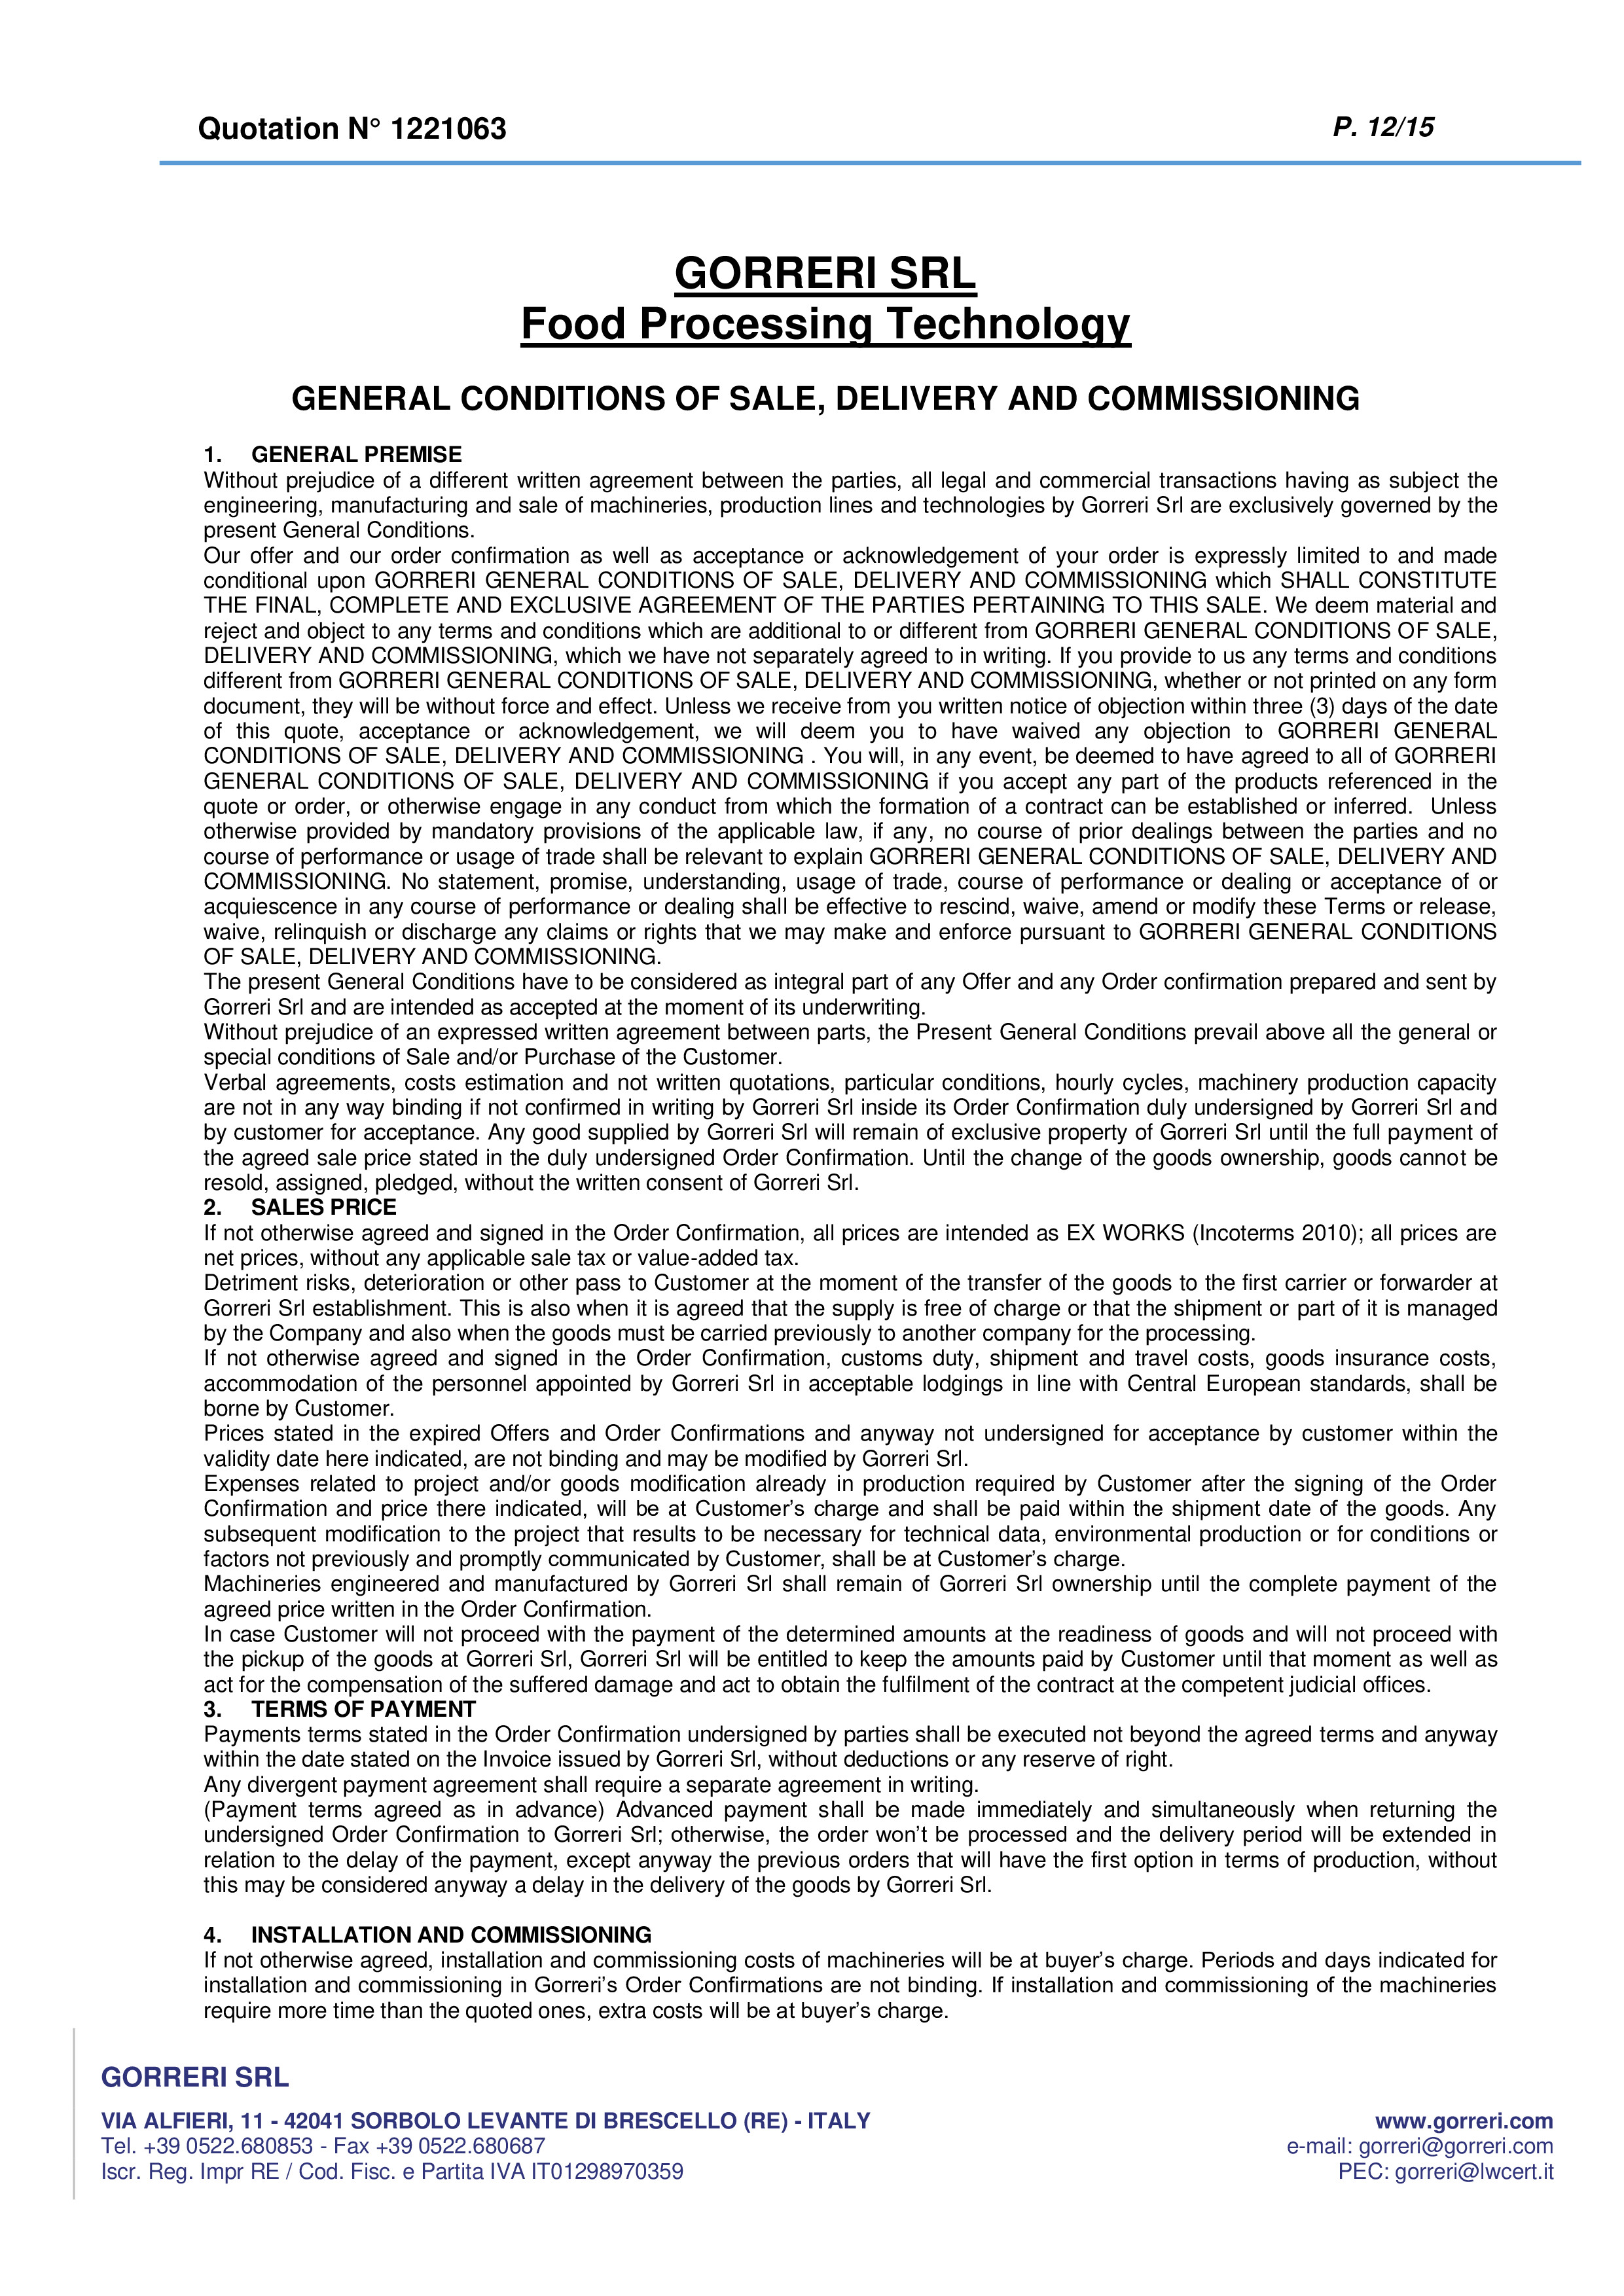 Quotation N° 1221063
P. 12/15
GORRERI SRL
Food Processing Technology
GENERAL CONDITIONS OF SALE, DELIVERY AND COMMISSIONING
1. GENERAL PREMISE
Without prejudice of a different written agreement between the parties, all legal and commercial transactions having as subject the
engineering, manufacturing and sale of machineries, production lines and technologies by Gorreri Srl are exclusively governed by the
present General Conditions.
Our offer and our order confirmation as well as acceptance or acknowledgement of your order is expressly limited to and made
conditional upon GORRERI GENERAL CONDITIONS OF SALE, DELIVERY AND COMMISSIONING which SHALL CONSTITUTE
THE FINAL, COMPLETE AND EXCLUSIVE AGREEMENT OF THE PARTIES PERTAINING TO THIS SALE. We deem material and
reject and object to any terms and conditions which are additional to or different from GORRERI GENERAL CONDITIONS OF SALE,
DELIVERY AND COMMISSIONING, which we have not separately agreed to in writing. If you provide to us any terms and conditions
different from GORRERI GENERAL CONDITIONS OF SALE, DELIVERY AND COMMISSIONING, whether or not printed on any form
document, they will be without force and effect. Unless we receive from you written notice of objection within three (3) days of the date
of this quote, acceptance or acknowledgement, we will deem you to have waived any objection to GORRERI GENERAL
CONDITIONS OF SALE, DELIVERY AND COMMISSIONING . You will, in any event, be deemed to have agreed to all of GORRERI
GENERAL CONDITIONS OF SALE, DELIVERY AND COMMISSIONING if you accept any part of the products referenced in the
quote or order, or otherwise engage in any conduct from which the formation of a contract can be established or inferred. Unless
otherwise provided by mandatory provisions of the applicable law, if any, no course of prior dealings between the parties and no
course of performance or usage of trade shall be relevant to explain GORRERI GENERAL CONDITIONS OF SALE, DELIVERY AND
COMMISSIONING. No statement, promise, understanding, usage of trade, course of performance or dealing or acceptance of or
acquiescence in any course of performance or dealing shall be effective to rescind, waive, amend or modify these Terms or release,
waive, relinquish or discharge any claims or rights that we may make and enforce pursuant to GORRERI GENERAL CONDITIONS
OF SALE, DELIVERY AND COMMISSIONING.
The present General Conditions have to be considered as integral part of any Offer and any Order confirmation prepared and sent by
Gorreri Srl and are intended as accepted at the moment of its underwriting.
Without prejudice of an expressed written agreement between parts, the Present General Conditions prevail above all the general or
special conditions of Sale and/or Purchase of the Customer.
Verbal agreements, costs estimation and not written quotations, particular conditions, hourly cycles, machinery production capacity
are not in any way binding if not confirmed in writing by Gorreri Srl inside its Order Confirmation duly undersigned by Gorreri Srl and
by customer for acceptance. Any good supplied by Gorreri Srl will remain of exclusive property of Gorreri Srl until the full payment of
the agreed sale price stated in the duly undersigned Order Confirmation. Until the change of the goods ownership, goods cannot be
resold, assigned, pledged, without the written consent of Gorreri Srl.
2. SALES PRICE
If not otherwise agreed and signed in the Order Confirmation, all prices are intended as EX WORKS (Incoterms 2010); all prices are
net prices, without any applicable sale tax or value-added tax.
Detriment risks, deterioration or other pass to Customer at the moment of the transfer of the goods to the first carrier or forwarder at
Gorreri Srl establishment. This is also when it is agreed that the supply is free of charge or that the shipment or part of it is managed
by the Company and also when the goods must be carried previously to another company for the processing.
If not otherwise agreed and signed in the Order Confirmation, customs duty, shipment and travel costs, goods insurance costs,
accommodation of the personnel appointed by Gorreri Srl in acceptable lodgings in line with Central European standards, shall be
borne by Customer.
Prices stated in the expired Offers and Order Confirmations and anyway not undersigned for acceptance by customer within the
validity date here indicated, are not binding and may be modified by Gorreri Srl.
Expenses related to project and/or goods modification already in production required by Customer after the signing of the Order
Confirmation and price there indicated, will be at Customer’s charge and shall be paid within the shipment date of the goods. Any
subsequent modification to the project that results to be necessary for technical data, environmental production or for conditions or
factors not previously and promptly communicated by Customer, shall be at Customer’s charge.
Machineries engineered and manufactured by Gorreri Srl shall remain of Gorreri Srl ownership until the complete payment of the
agreed price written in the Order Confirmation.
In case Customer will not proceed with the payment of the determined amounts at the readiness of goods and will not proceed with
the pickup of the goods at Gorreri Srl, Gorreri Srl will be entitled to keep the amounts paid by Customer until that moment as well as
act for the compensation of the suffered damage and act to obtain the fulfilment of the contract at the competent judicial offices.
3. TERMS OF PAYMENT
Payments terms stated in the Order Confirmation undersigned by parties shall be executed not beyond the agreed terms and anyway
within the date stated on the Invoice issued by Gorreri Srl, without deductions or any reserve of right.
Any divergent payment agreement shall require a separate agreement in writing.
(Payment terms agreed as in advance) Advanced payment shall be made immediately and simultaneously when returning the
undersigned Order Confirmation to Gorreri Srl; otherwise, the order won’t be processed and the delivery period will be extended in
relation to the delay of the payment, except anyway the previous orders that will have the first option in terms of production, without
this may be considered anyway a delay in the delivery of the goods by Gorreri Srl.
4. INSTALLATION AND COMMISSIONING
If not otherwise agreed, installation and commissioning costs of machineries will be at buyer’s charge. Periods and days indicated for
installation and commissioning in Gorreri’s Order Confirmations are not binding. If installation and commissioning of the machineries
require more time than the quoted ones, extra costs will be at buyer’s charge.
GORRERI SRL
VIA ALFIERI, 11 - 42041 SORBOLO LEVANTE DI BRESCELLO (RE) - ITALY
Tel. +39 0522.680853 - Fax +39 0522.680687
Iscr. Reg. Impr RE / Cod. Fisc. e Partita IVA IT01298970359
www.gorreri.com
e-mail: gorreri@gorreri.com
PEC: gorreri@lwcert.it